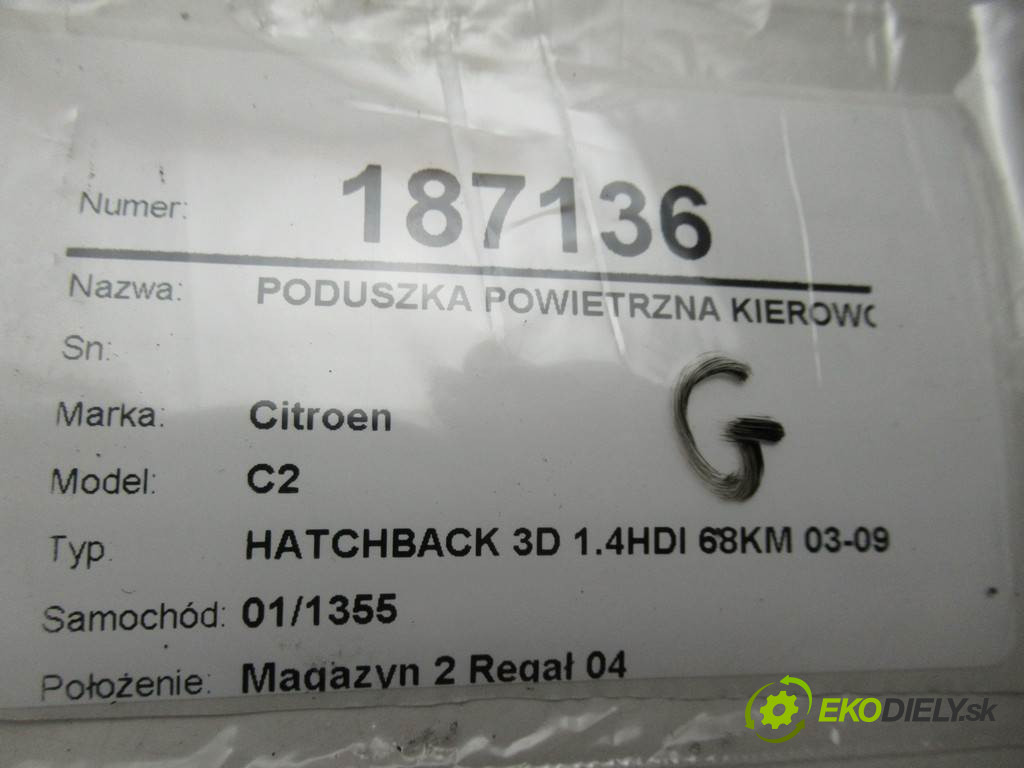 Numer: 187136
Nazwa: PODUSZKA POWIETRZNA KIEROWC
Sn:
Marka: Citroen
G
Model: C2
Typ. HATCHBACK 3D 1.4HDI 68KM 03-09
Samochód: 01/1355
Położenie: Magazyn 2 Regał 04
EKODIELY.sk